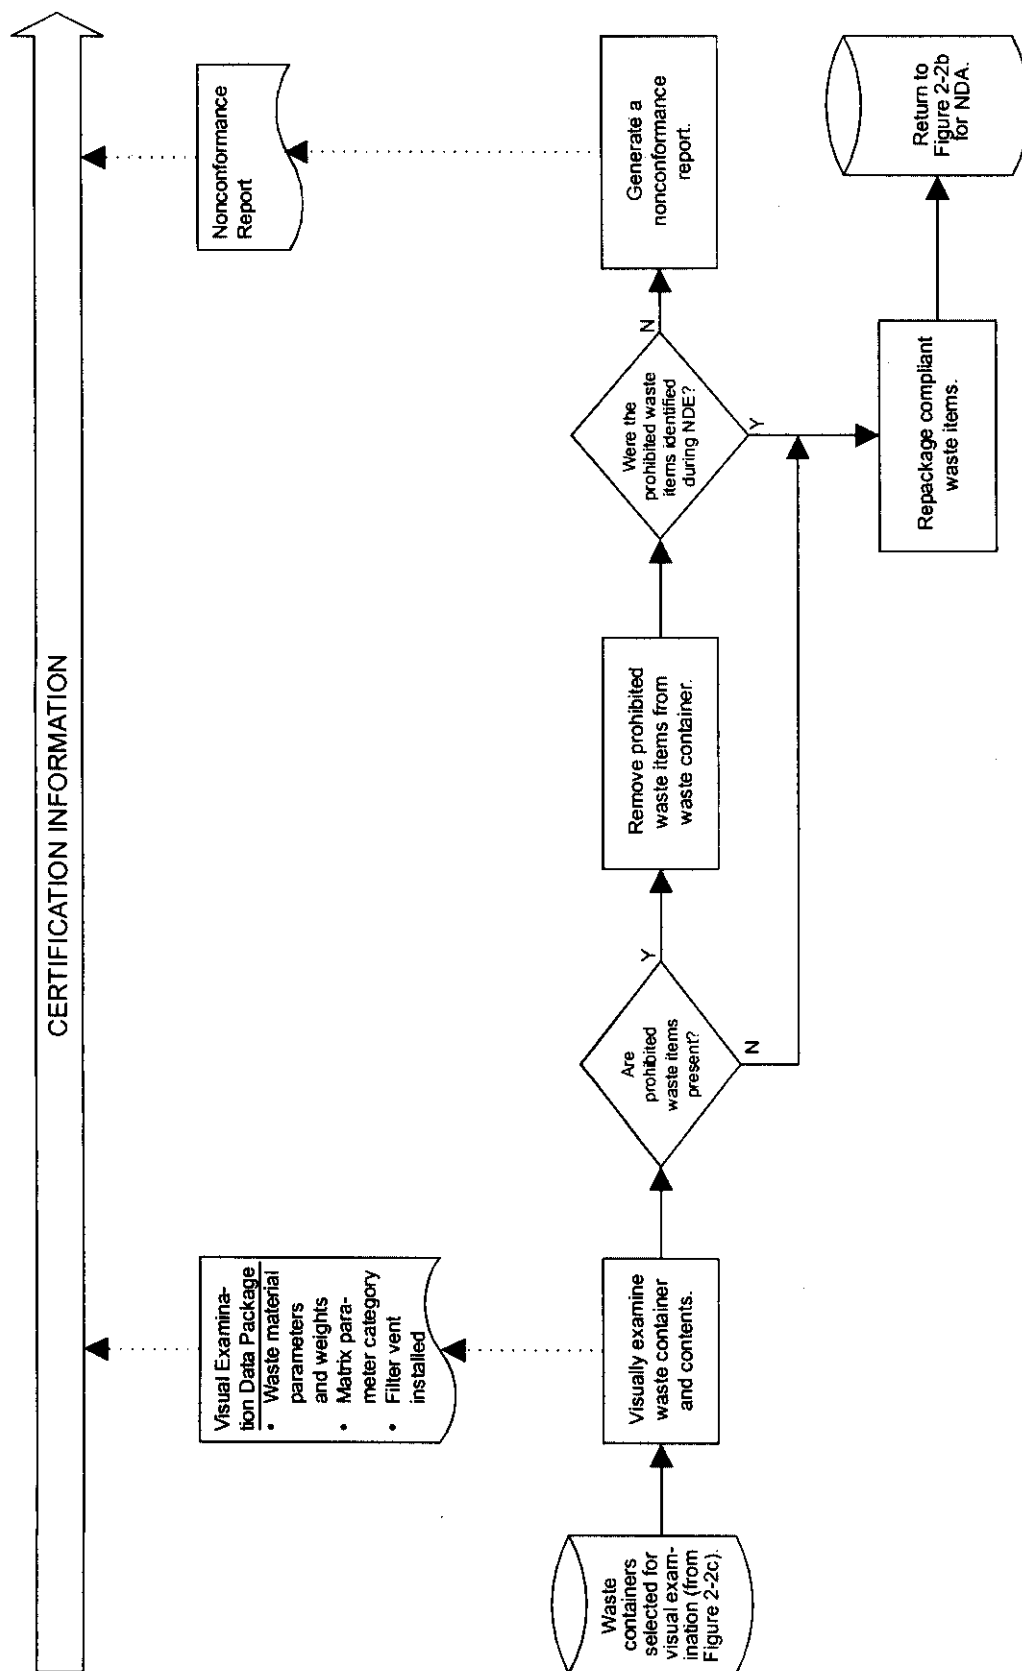 CERTIFICATION INFORMATION
Visual Examina-
tion Data Package
• Waste material
parameters
and weights
• Matrix para-
meter category
• Filter vent
installed
Nonconformance
Report
Waste
containers
selected for
visual exam-
ination (from
Figure 2-2c).
Visually examine
waste container
and contents.
Are
prohibited
waste items
present?
Y
N
Remove prohibited
waste items from
waste container.
Were the
prohibited waste
items identified
during NDE?
N
Y
Generate a
nonconformance
report.
Repackage compliant
waste items.
Return to
Figure 2-2b
for NDA.